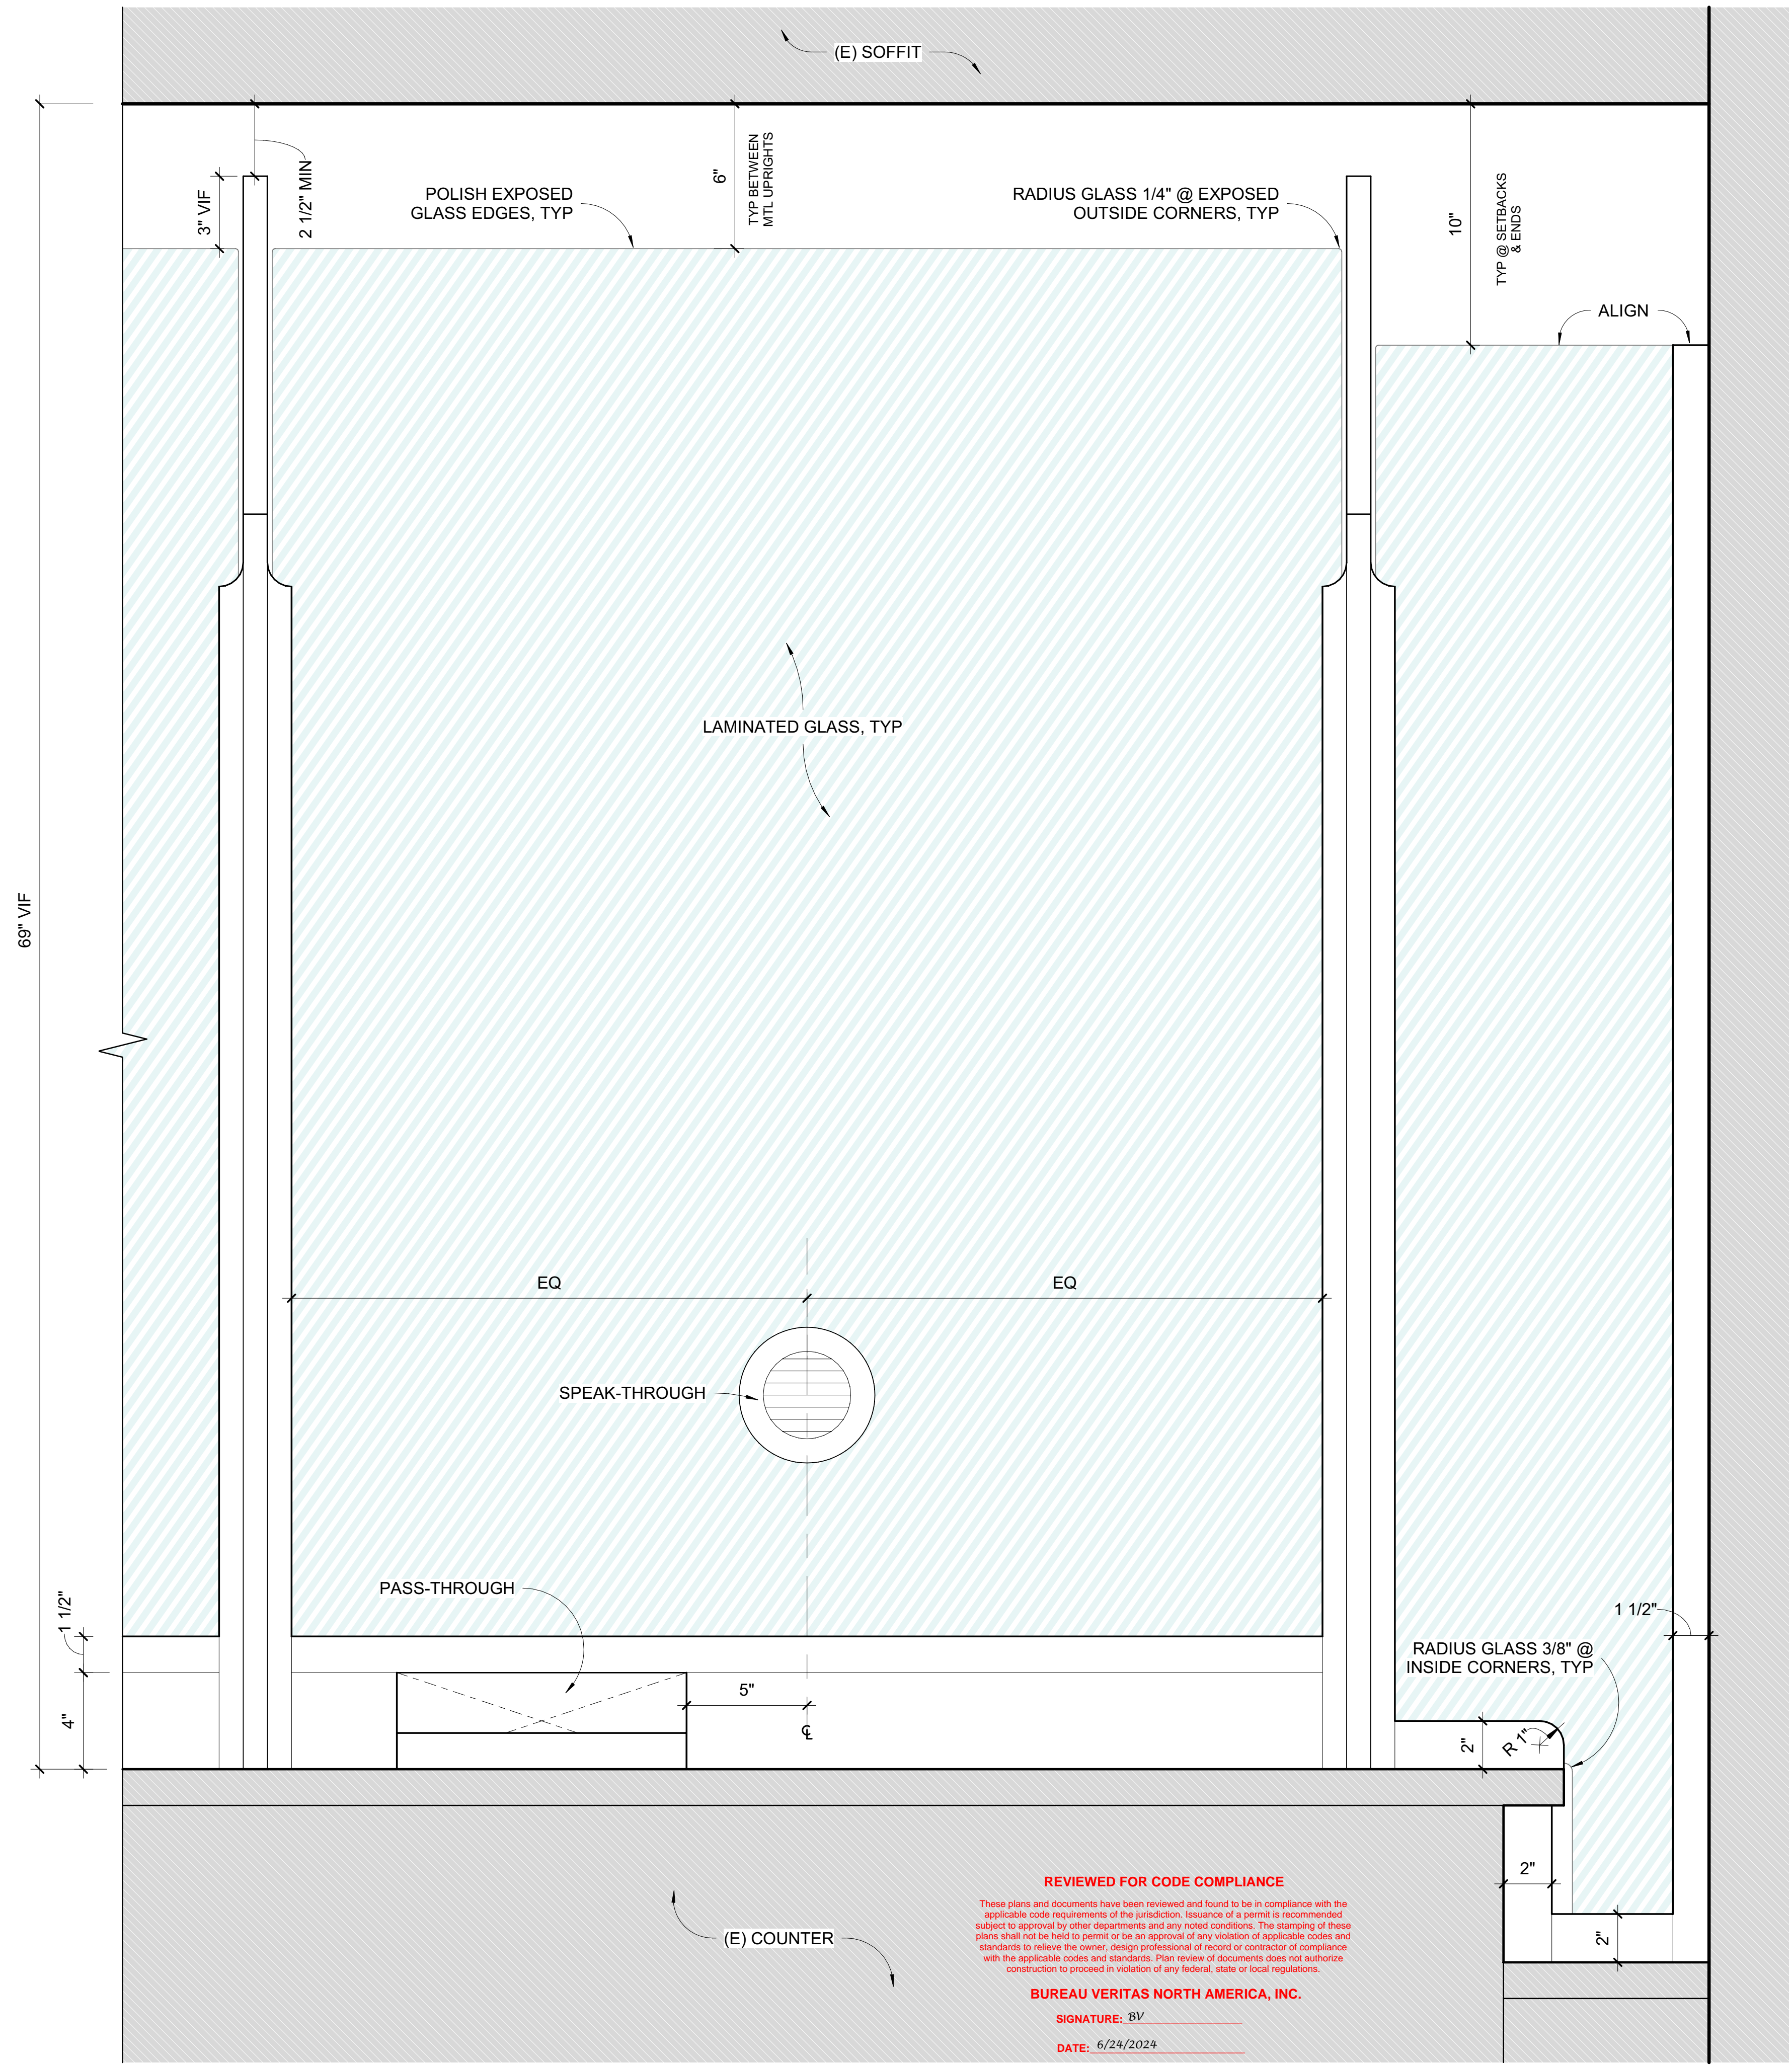 (E) SOFFIT
3" VIF
2 1/2" MIN
POLISH EXPOSED
GLASS EDGES, TYP
6"
TYP BETWEEN
MTL UPRIGHTS
RADIUS GLASS 1/4" @ EXPOSED
OUTSIDE CORNERS, TYP
10"
TYP @ SETBACKS
& ENDS
ALIGN
LAMINATED GLASS, TYP
69" VIF
EQ
EQ
SPEAK-THROUGH
PASS-THROUGH
1 1/2"
4"
5"
℄
1 1/2"
RADIUS GLASS 3/8" @
INSIDE CORNERS, TYP
2"
R 1"
2"
2"
(E) COUNTER
REVIEWED FOR CODE COMPLIANCE
These plans and documents have been reviewed and found to be in compliance with the
applicable code requirements of the jurisdiction. Issuance of a permit is recommended
subject to approval by other departments and any noted conditions. The stamping of these
plans shall not be held to permit or be an approval of any violation of applicable codes and
standards to relieve the owner, design professional of record or contractor of compliance
with the applicable codes and standards. Plan review of documents does not authorize
construction to proceed in violation of any federal, state or local regulations.
BUREAU VERITAS NORTH AMERICA, INC.
SIGNATURE: BV
DATE: 6/24/2024